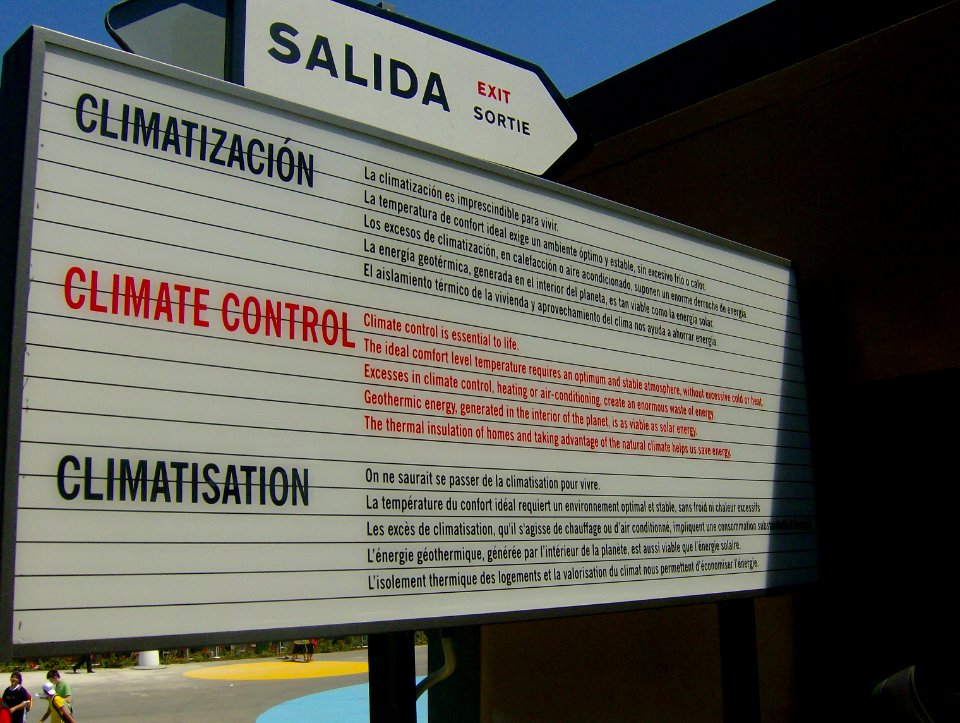 SALIDA
EXIT
SORTIE
CLIMATIZACIÓN
La climatización es imprescindible para vivir.
La temperatura de confort ideal exige un ambiente óptimo y estable, sin excesivo frío o calor.
Los excesos de climatización, en calefacción o aire acondicionado, suponen un enorme derroche de energía.
La energía geotérmica, generada en el interior del planeta, es tan viable como la energía solar.
El aislamiento térmico de la vivienda y aprovechamiento del clima nos ayuda a ahorrar energía.
CLIMATE CONTROL
Climate control is essential to life.
The ideal comfort level temperature requires an optimum and stable atmosphere, without excessive cold or heat.
Excesses in climate control, heating or air-conditioning, create an enormous waste of energy
Geothermic energy, generated in the interior of the planet, is as viable as solar energy.
The thermal insulation of homes and taking advantage of the natural climate helps us save energy.
CLIMATISATION
On ne saurait se passer de la climatisation pour vivre.
La température du confort idéal requiert un environnement optimal et stable, sans froid ni chaleur excessifs
Les excès de climatisation, qu'il s'agisse de chauffage ou d'air conditionné, impliquent une consommation
L'énergie géothermique, générée par l'intérieur de la planète, est aussi viable que l'énergie solaire.
L'isolement thermique des logements et la valorisation du climat nous permettent d'économiser l'énergie.